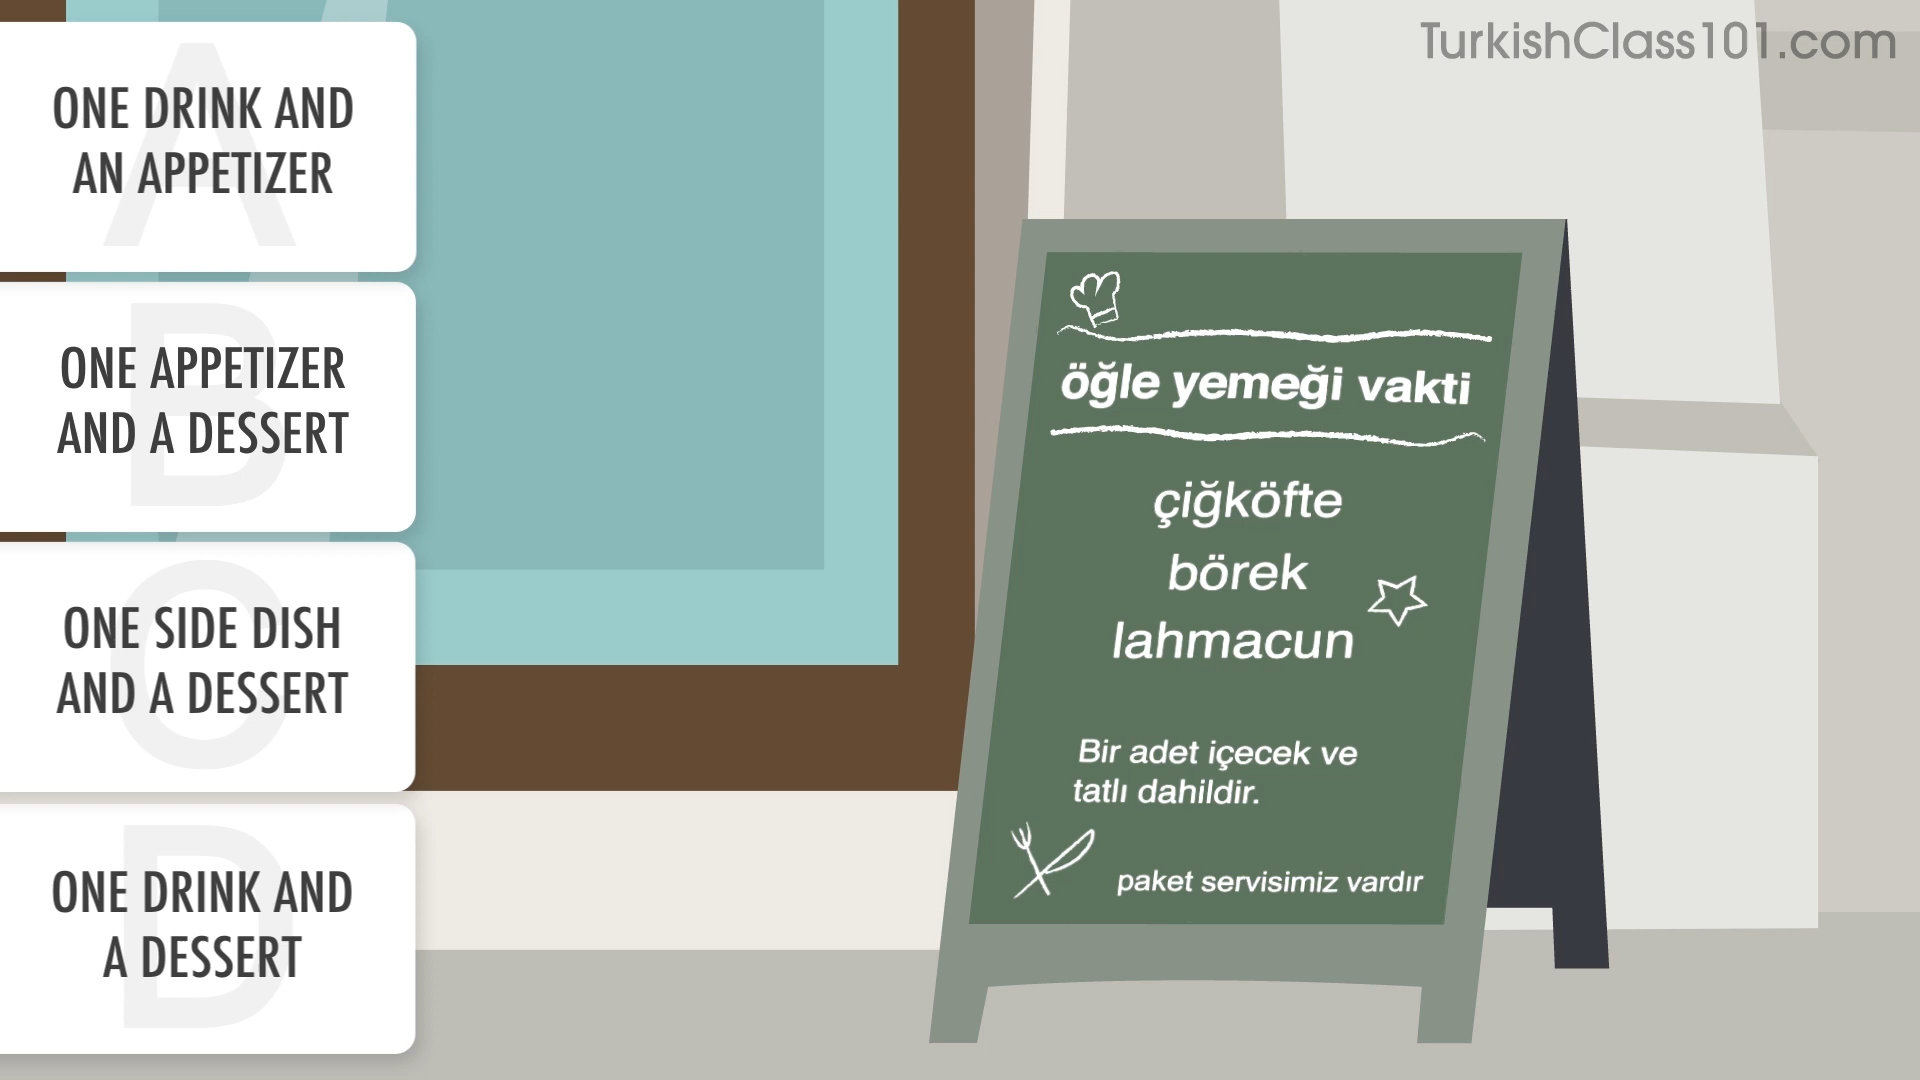 TurkishClass101.com
A
ONE DRINK AND
AN APPETIZER
B
ONE APPETIZER
AND A DESSERT
C
ONE SIDE DISH
AND A DESSERT
D
ONE DRINK AND
A DESSERT
öğle yemeği vakti
çiğköfte
börek
lahmacun
Bir adet içecek ve
tatlı dahildir.
paket servisimiz vardır